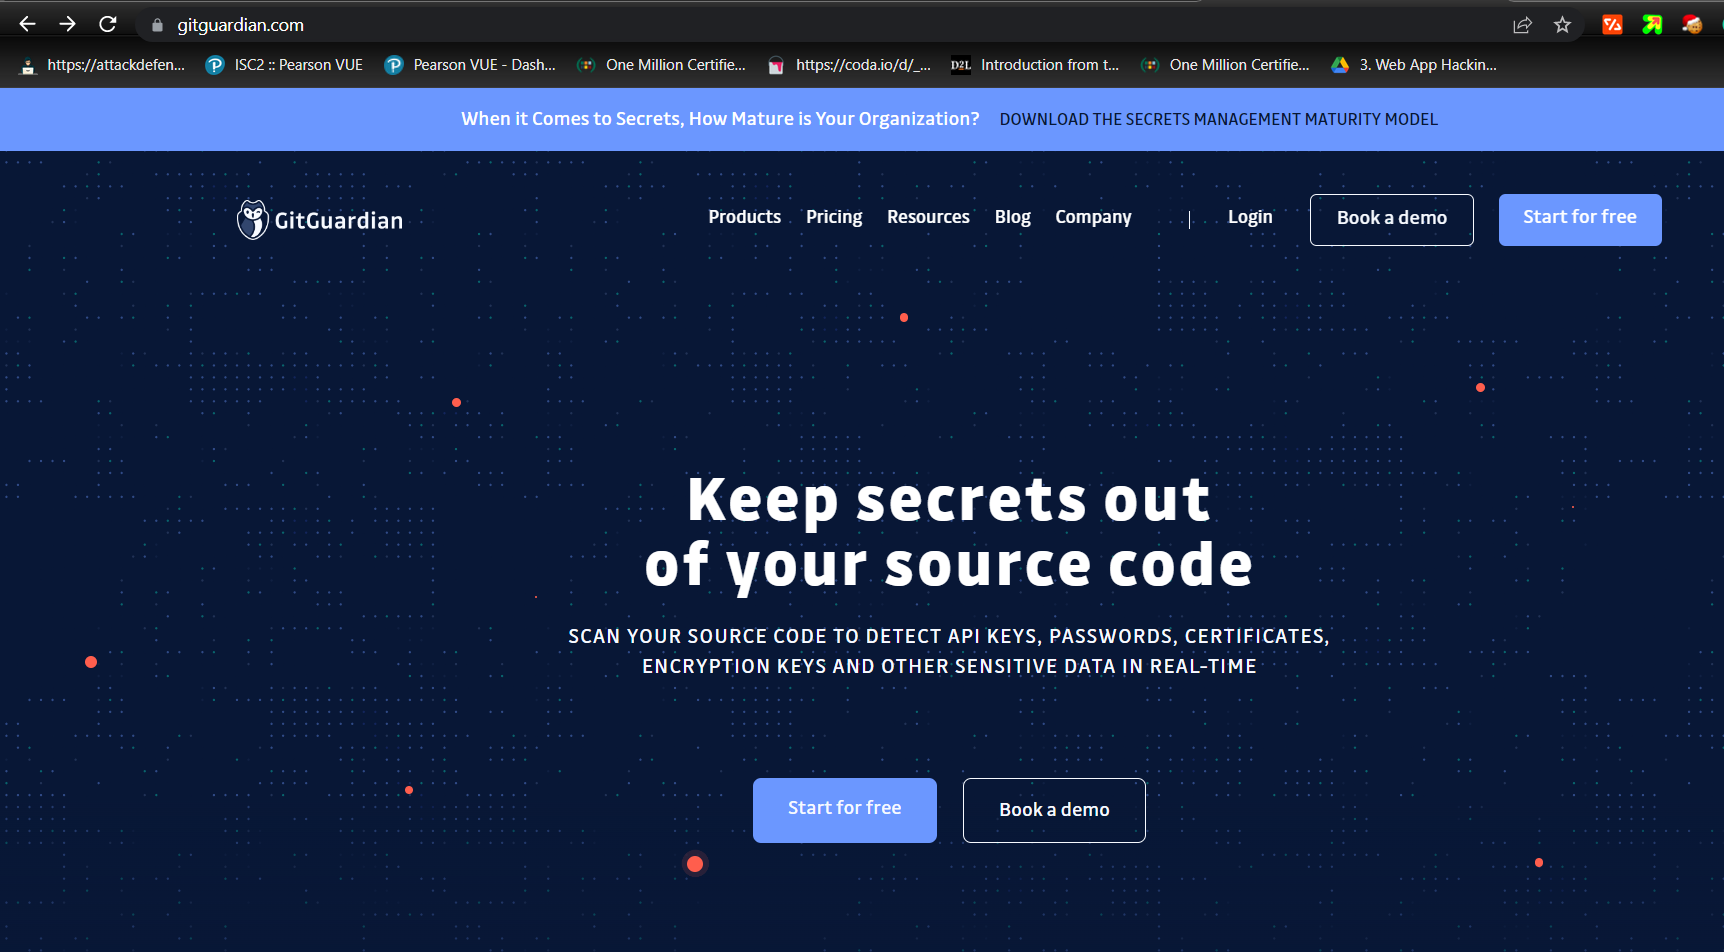 gitguardian.com
https://attackdefen... ISC2 :: Pearson VUE Pearson VUE - Dash... One Million Certifie... https://coda.io/d/_... D2L Introduction from t... One Million Certifie... 3. Web App Hackin...
When it Comes to Secrets, How Mature is Your Organization? DOWNLOAD THE SECRETS MANAGEMENT MATURITY MODEL
GitGuardian Products Pricing Resources Blog Company | Login Book a demo Start for free
Keep secrets out
of your source code
SCAN YOUR SOURCE CODE TO DETECT API KEYS, PASSWORDS, CERTIFICATES,
ENCRYPTION KEYS AND OTHER SENSITIVE DATA IN REAL-TIME
Start for free Book a demo